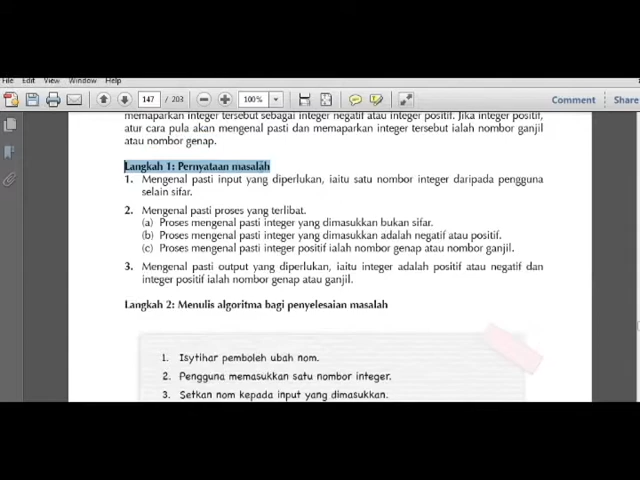 File Edit View Window Help
147 / 203 100% Comment Share
memaparkan integer tersebut sebagai integer negatif atau integer positif. Jika integer positif,
atur cara pula akan mengenal pasti dan memaparkan integer tersebut ialah nombor ganjil
atau nombor genap.
Langkah 1: Pernyataan masalah
1. Mengenal pasti input yang diperlukan, iaitu satu nombor integer daripada pengguna
selain sifar.
2. Mengenal pasti proses yang terlibat.
(a) Proses mengenal pasti integer yang dimasukkan bukan sifar.
(b) Proses mengenal pasti integer yang dimasukkan adalah negatif atau positif.
(c) Proses mengenal pasti integer positif ialah nombor genap atau nombor ganjil.
3. Mengenal pasti output yang diperlukan, iaitu integer adalah positif atau negatif dan
integer positif ialah nombor genap atau ganjil.
Langkah 2: Menulis algoritma bagi penyelesaian masalah
1. Isytihar pemboleh ubah nom.
2. Pengguna memasukkan satu nombor integer.
3. Setkan nom kepada input yang dimasukkan.